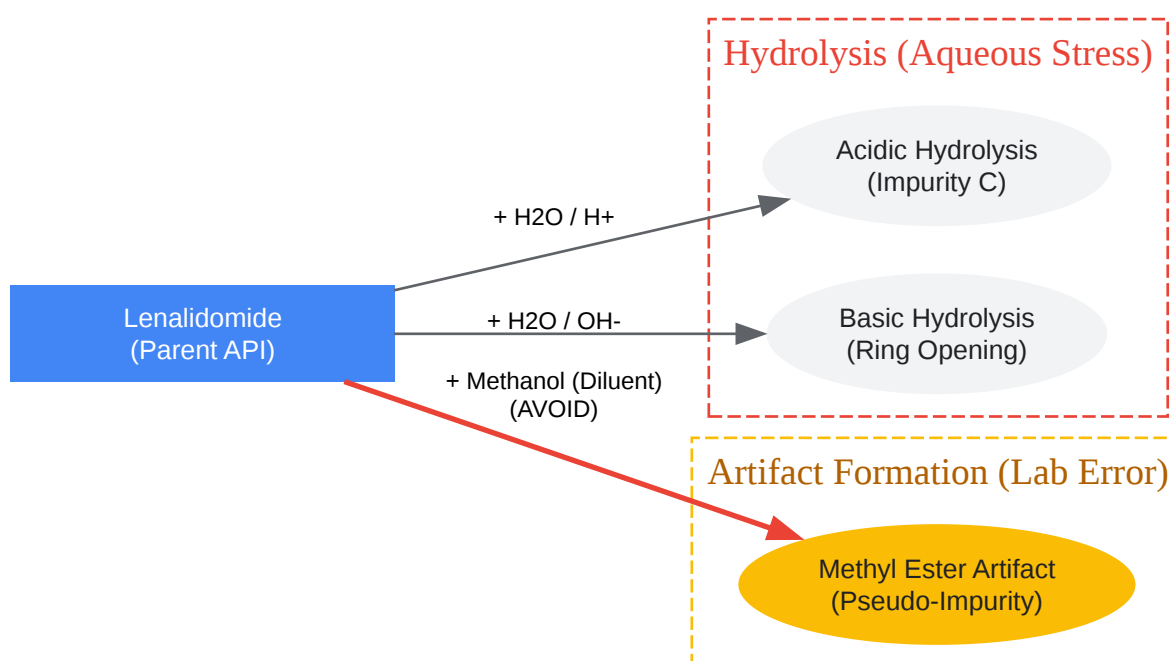 Hydrolysis (Aqueous Stress)
Acidic Hydrolysis
(Impurity C)
+ H2O / H+
Lenalidomide
(Parent API)
+ H2O / OH-
Basic Hydrolysis
(Ring Opening)
+ Methanol (Diluent)
(AVOID)
Artifact Formation (Lab Error)
Methyl Ester Artifact
(Pseudo-Impurity)